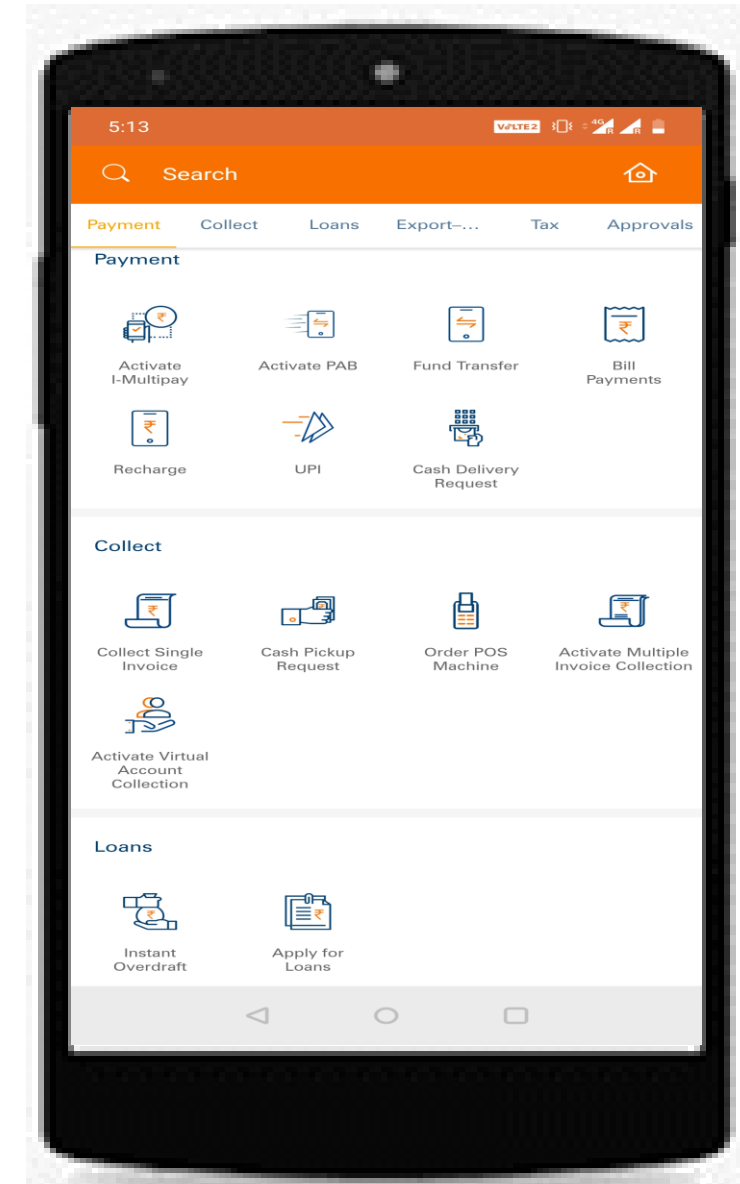 5:13
VoLTE2 4G R R
Search
Payment Collect Loans Export–... Tax Approvals
Payment
Activate
I-Multipay
Activate PAB
Fund Transfer
Bill
Payments
Recharge
UPI
Cash Delivery
Request
Collect
Collect Single
Invoice
Cash Pickup
Request
Order POS
Machine
Activate Multiple
Invoice Collection
Activate Virtual
Account
Collection
Loans
Instant
Overdraft
Apply for
Loans